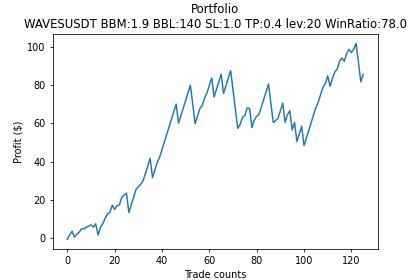 Portfolio
WAVESUSDT BBM:1.9 BBL:140 SL:1.0 TP:0.4 lev:20 WinRatio:78.0
100
80
60
40
20
0
Profit ($)
0 20 40 60 80 100 120
Trade counts